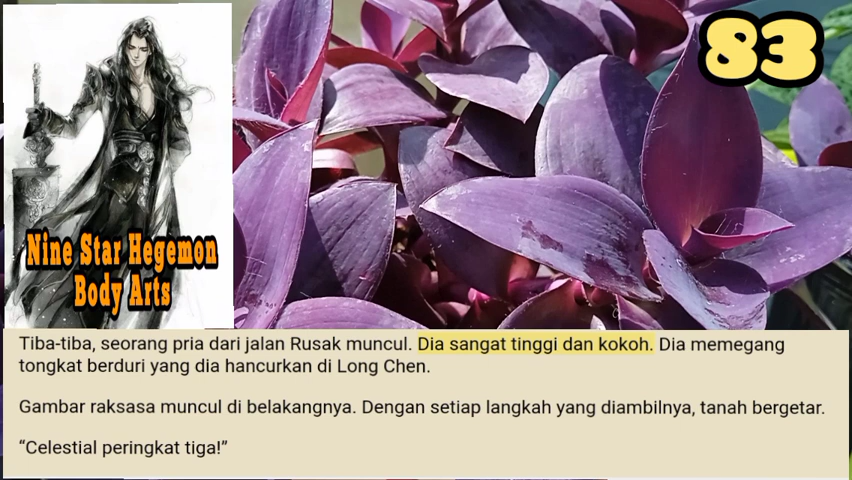 83
Nine Star Hegemon
Body Arts
Tiba-tiba, seorang pria dari jalan Rusak muncul. Dia sangat tinggi dan kokoh. Dia memegang
tongkat berduri yang dia hancurkan di Long Chen.
Gambar raksasa muncul di belakangnya. Dengan setiap langkah yang diambilnya, tanah bergetar.
“Celestial peringkat tiga!”